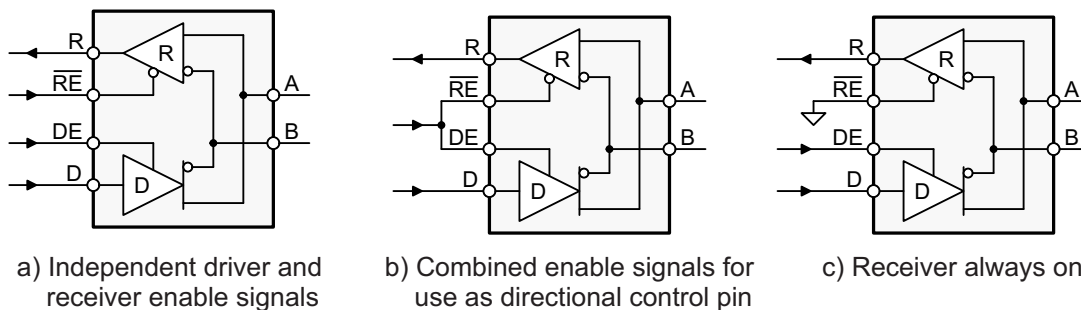 R
R
RE
A
DE
B
D
D
a) Independent driver and
receiver enable signals
R
R
RE
A
DE
B
D
D
b) Combined enable signals for
use as directional control pin
R
R
RE
A
DE
B
D
D
c) Receiver always on